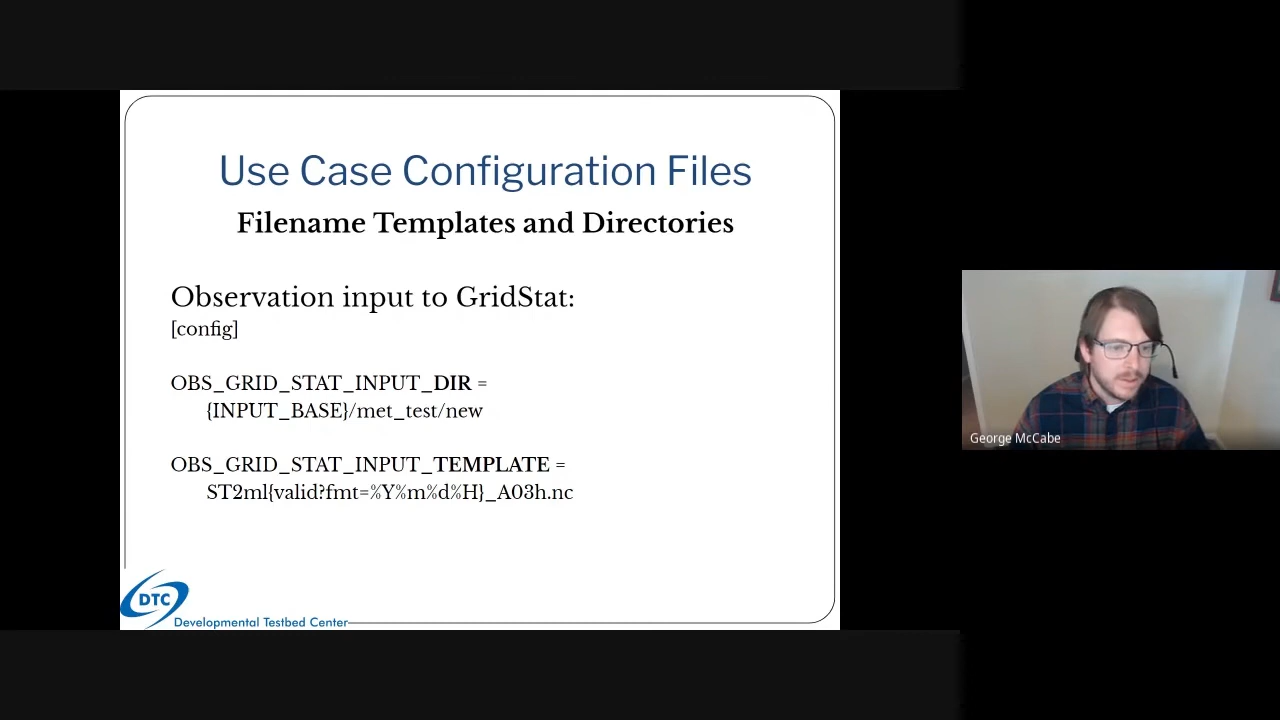 Use Case Configuration Files
Filename Templates and Directories
Observation input to GridStat:
[config]
OBS_GRID_STAT_INPUT_DIR =
{INPUT_BASE}/met_test/new
OBS_GRID_STAT_INPUT_TEMPLATE =
ST2ml{valid?fmt=%Y%m%d%H}_A03h.nc
DTC
Developmental Testbed Center
George McCabe